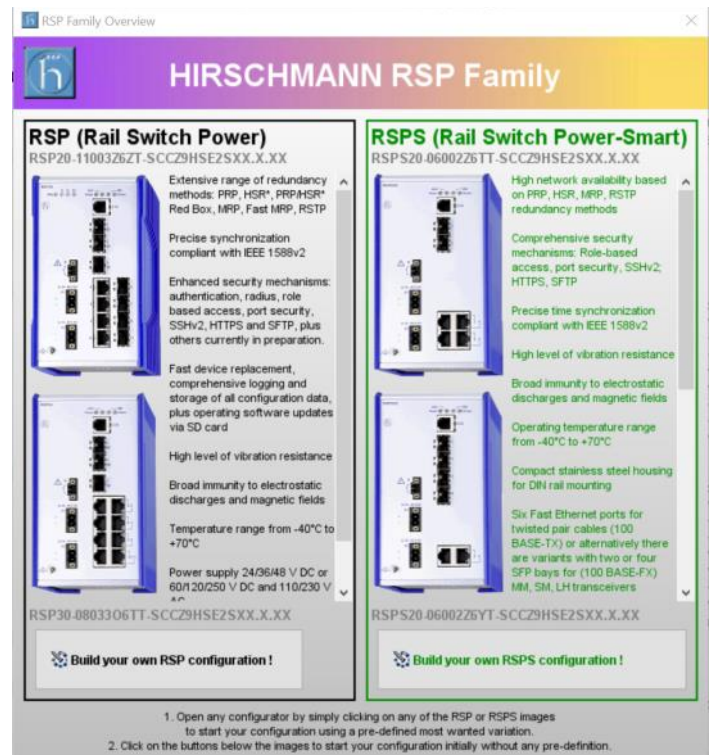 RSP Family Overview
HIRSCHMANN RSP Family
RSP (Rail Switch Power)
RSP20-11003Z6ZT-SCCZ9HSE2SXX.X.XX
Extensive range of redundancy
methods: PRP, HSR*, PRP/HSR*
Red Box, MRP, Fast MRP, RSTP
Precise synchronization
compliant with IEEE 1588v2
Enhanced security mechanisms:
authentication, radius, role
based access, port security,
SSHv2, HTTPS and SFTP, plus
others currently in preparation.
Fast device replacement,
comprehensive logging and
storage of all configuration data,
plus operating software updates
via SD card
High level of vibration resistance
Broad immunity to electrostatic
discharges and magnetic fields
Temperature range from -40°C to
+70°C
Power supply 24/36/48 V DC or
60/120/250 V DC and 110/230 V
AC
RSP30-08033O6TT-SCCZ9HSE2SXX.X.XX
Build your own RSP configuration !
RSPS (Rail Switch Power-Smart)
RSPS20-06002Z6TT-SCCZ9HSE2SXX.X.XX
High network availability based
on PRP, HSR, MRP, RSTP
redundancy methods
Comprehensive security
mechanisms: Role-based
access, port security, SSHv2;
HTTPS, SFTP
Precise time synchronization
compliant with IEEE 1588v2
High level of vibration resistance
Broad immunity to electrostatic
discharges and magnetic fields
Operating temperature range
from -40°C to +70°C
Compact stainless steel housing
for DIN rail mounting
Six Fast Ethernet ports for
twisted pair cables (100
BASE-TX) or alternatively there
are variants with two or four
SFP bays for (100 BASE-FX)
MM, SM, LH transceivers
RSPS20-06002Z6YT-SCCZ9HSE2SXX.X.XX
Build your own RSPS configuration !
1. Open any configurator by simply clicking on any of the RSP or RSPS images
to start your configuration using a pre-defined most wanted variation.
2. Click on the buttons below the images to start your configuration initially without any pre-definition.